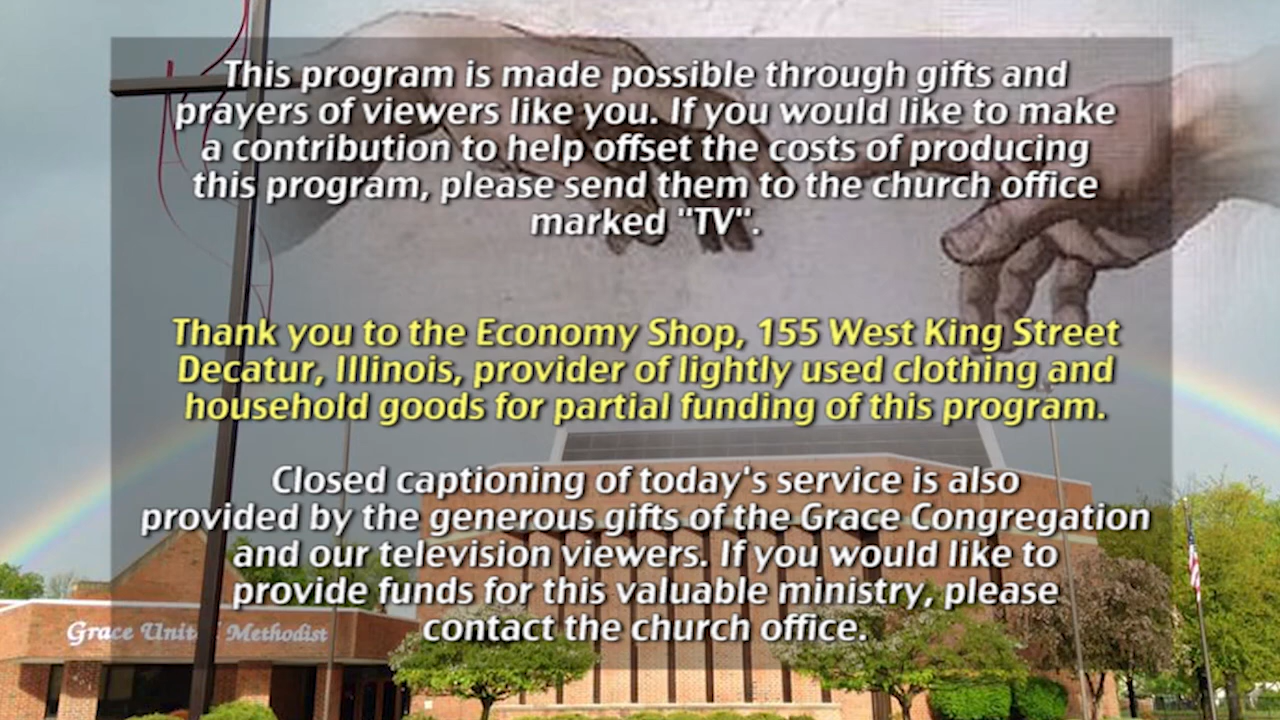 This program is made possible through gifts and
prayers of viewers like you. If you would like to make
a contribution to help offset the costs of producing
this program, please send them to the church office
marked "TV".
Thank you to the Economy Shop, 155 West King Street
Decatur, Illinois, provider of lightly used clothing and
household goods for partial funding of this program.
Closed captioning of today's service is also
provided by the generous gifts of the Grace Congregation
and our television viewers. If you would like to
provide funds for this valuable ministry, please
contact the church office.
Grace United Methodist